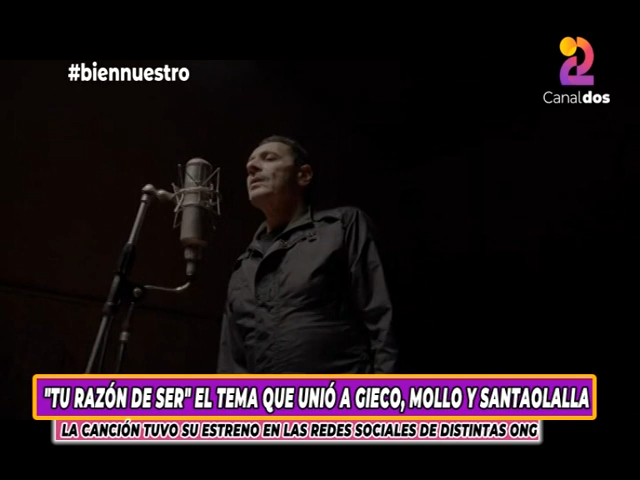 #biennuestro
Canaldos
"TU RAZÓN DE SER" EL TEMA QUE UNIÓ A GIECO, MOLLO Y SANTAOLALLA
LA CANCIÓN TUVO SU ESTRENO EN LAS REDES SOCIALES DE DISTINTAS ONG